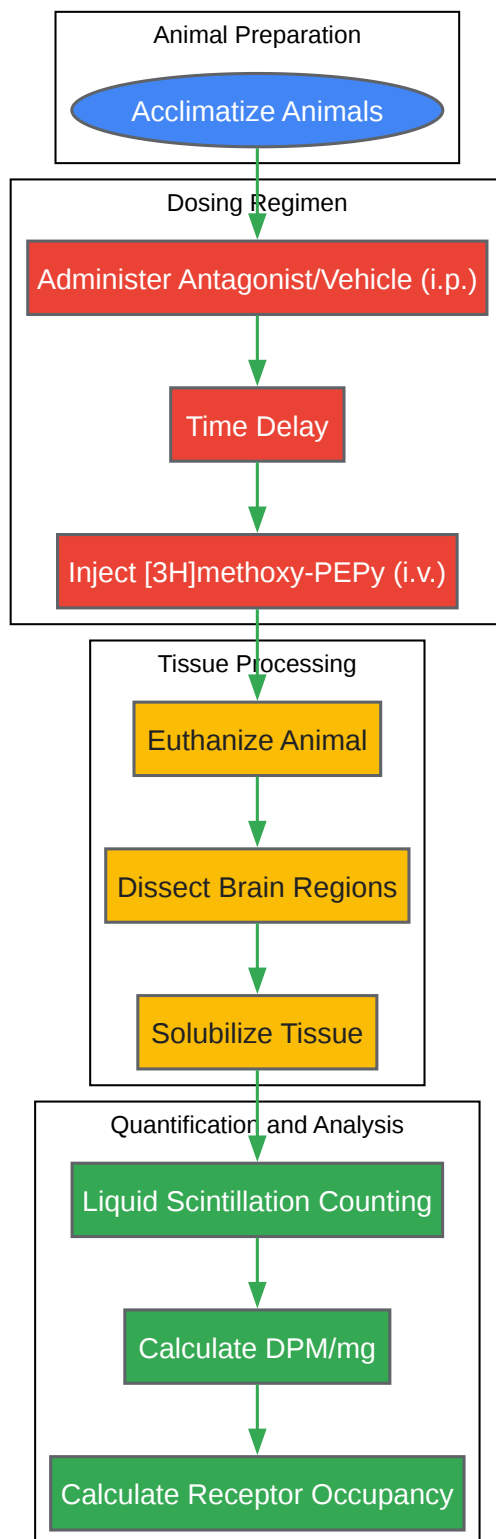 Animal Preparation
Acclimatize Animals
Dosing Regimen
Administer Antagonist/Vehicle (i.p.)
Time Delay
Inject [3H]methoxy-PEPy (i.v.)
Tissue Processing
Euthanize Animal
Dissect Brain Regions
Solubilize Tissue
Quantification and Analysis
Liquid Scintillation Counting
Calculate DPM/mg
Calculate Receptor Occupancy